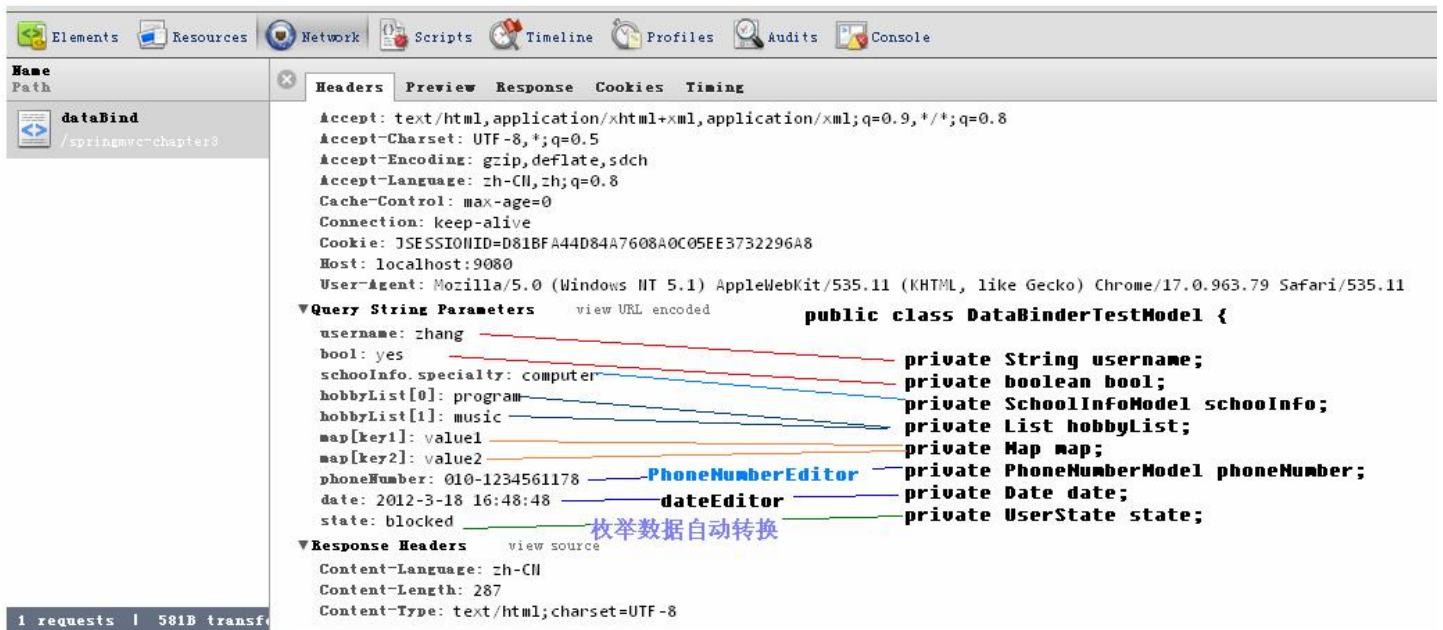 Elements Resources Network Scripts Timeline Profiles Audits Console
Name
Path
Headers Preview Response Cookies Timing
dataBind
/springmvc-chapter3
Accept: text/html,application/xhtml+xml,application/xml;q=0.9,*/*;q=0.8
Accept-Charset: UTF-8,*;q=0.5
Accept-Encoding: gzip,deflate,sdch
Accept-Language: zh-CN,zh;q=0.8
Cache-Control: max-age=0
Connection: keep-alive
Cookie: JSESSIONID=D81BFA44D84A7608A0C05EE3732296A8
Host: localhost:9080
User-Agent: Mozilla/5.0 (Windows NT 5.1) AppleWebKit/535.11 (KHTML, like Gecko) Chrome/17.0.963.79 Safari/535.11
▼Query String Parameters view URL encoded public class DataBinderTestModel {
username: zhang private String username;
bool: yes private boolean bool;
schooInfo.specialty: computer private SchoolInfoModel schooInfo;
hobbyList[0]: program private List hobbyList;
hobbyList[1]: music
map[key1]: value1 private Map map;
map[key2]: value2
phoneNumber: 010-1234561178 PhoneNumberEditor private PhoneNumberModel phoneNumber;
date: 2012-3-18 16:48:48 dateEditor private Date date;
state: blocked 枚举数据自动转换 private UserState state;
▼Response Headers view source
Content-Language: zh-CN
Content-Length: 287
Content-Type: text/html;charset=UTF-8
1 requests | 581B transfe